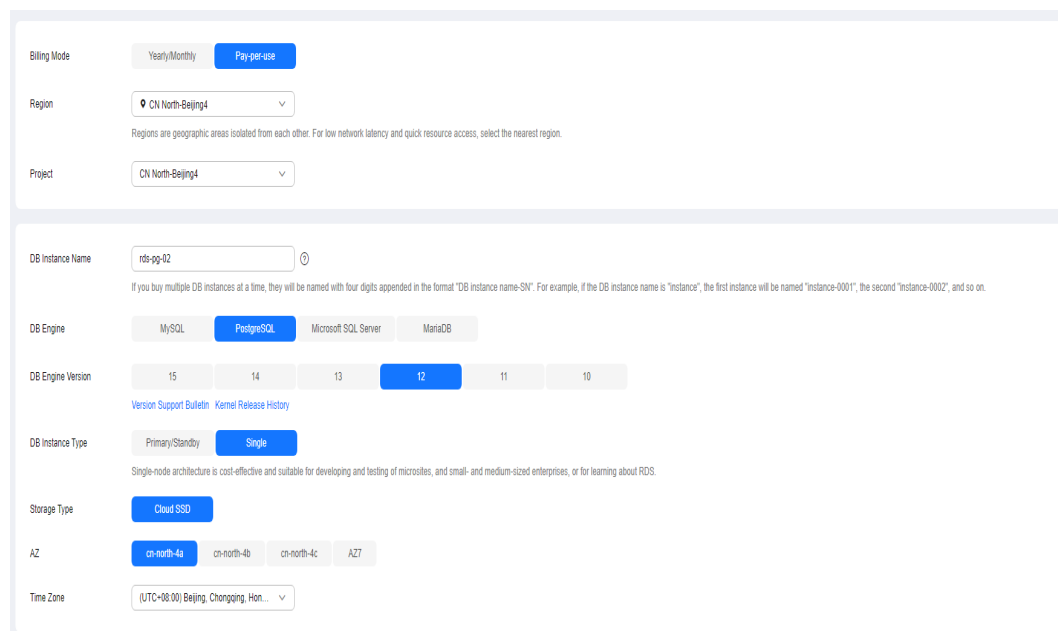 Billing Mode Yearly/Monthly Pay-per-use
Region CN North-Beijing4
Regions are geographic areas isolated from each other. For low network latency and quick resource access, select the nearest region.
Project CN North-Beijing4
DB Instance Name rds-pg-02 ?
If you buy multiple DB instances at a time, they will be named with four digits appended in the format "DB instance name-SN". For example, if the DB instance name is "instance", the first instance will be named "instance-0001", the second "instance-0002", and so on.
DB Engine MySQL PostgreSQL Microsoft SQL Server MariaDB
DB Engine Version 15 14 13 12 11 10
Version Support Bulletin Kernel Release History
DB Instance Type Primary/Standby Single
Single-node architecture is cost-effective and suitable for developing and testing of microsites, and small- and medium-sized enterprises, or for learning about RDS.
Storage Type Cloud SSD
AZ cn-north-4a cn-north-4b cn-north-4c AZ7
Time Zone (UTC+08:00) Beijing, Chongqing, Hon...